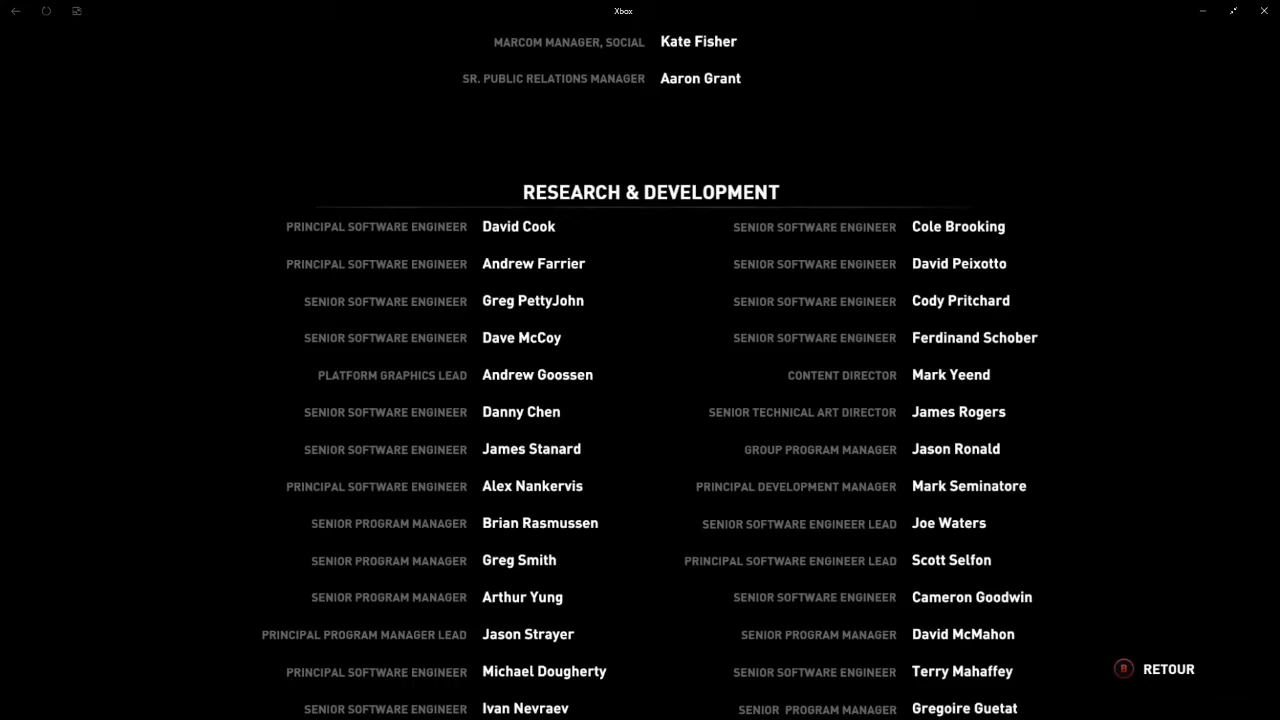 Xbox
MARCOM MANAGER, SOCIAL Kate Fisher
SR. PUBLIC RELATIONS MANAGER Aaron Grant
RESEARCH & DEVELOPMENT
PRINCIPAL SOFTWARE ENGINEER David Cook
SENIOR SOFTWARE ENGINEER Cole Brooking
PRINCIPAL SOFTWARE ENGINEER Andrew Farrier
SENIOR SOFTWARE ENGINEER David Peixotto
SENIOR SOFTWARE ENGINEER Greg PettyJohn
SENIOR SOFTWARE ENGINEER Cody Pritchard
SENIOR SOFTWARE ENGINEER Dave McCoy
SENIOR SOFTWARE ENGINEER Ferdinand Schober
PLATFORM GRAPHICS LEAD Andrew Goossen
CONTENT DIRECTOR Mark Yeend
SENIOR SOFTWARE ENGINEER Danny Chen
SENIOR TECHNICAL ART DIRECTOR James Rogers
SENIOR SOFTWARE ENGINEER James Stanard
GROUP PROGRAM MANAGER Jason Ronald
PRINCIPAL SOFTWARE ENGINEER Alex Nankervis
PRINCIPAL DEVELOPMENT MANAGER Mark Seminatore
SENIOR PROGRAM MANAGER Brian Rasmussen
SENIOR SOFTWARE ENGINEER LEAD Joe Waters
SENIOR PROGRAM MANAGER Greg Smith
PRINCIPAL SOFTWARE ENGINEER LEAD Scott Selfon
SENIOR PROGRAM MANAGER Arthur Yung
SENIOR SOFTWARE ENGINEER Cameron Goodwin
PRINCIPAL PROGRAM MANAGER LEAD Jason Strayer
SENIOR PROGRAM MANAGER David McMahon
PRINCIPAL SOFTWARE ENGINEER Michael Dougherty
SENIOR SOFTWARE ENGINEER Terry Mahaffey
B RETOUR
SENIOR SOFTWARE ENGINEER Ivan Nevraev
SENIOR PROGRAM MANAGER Gregoire Guetat